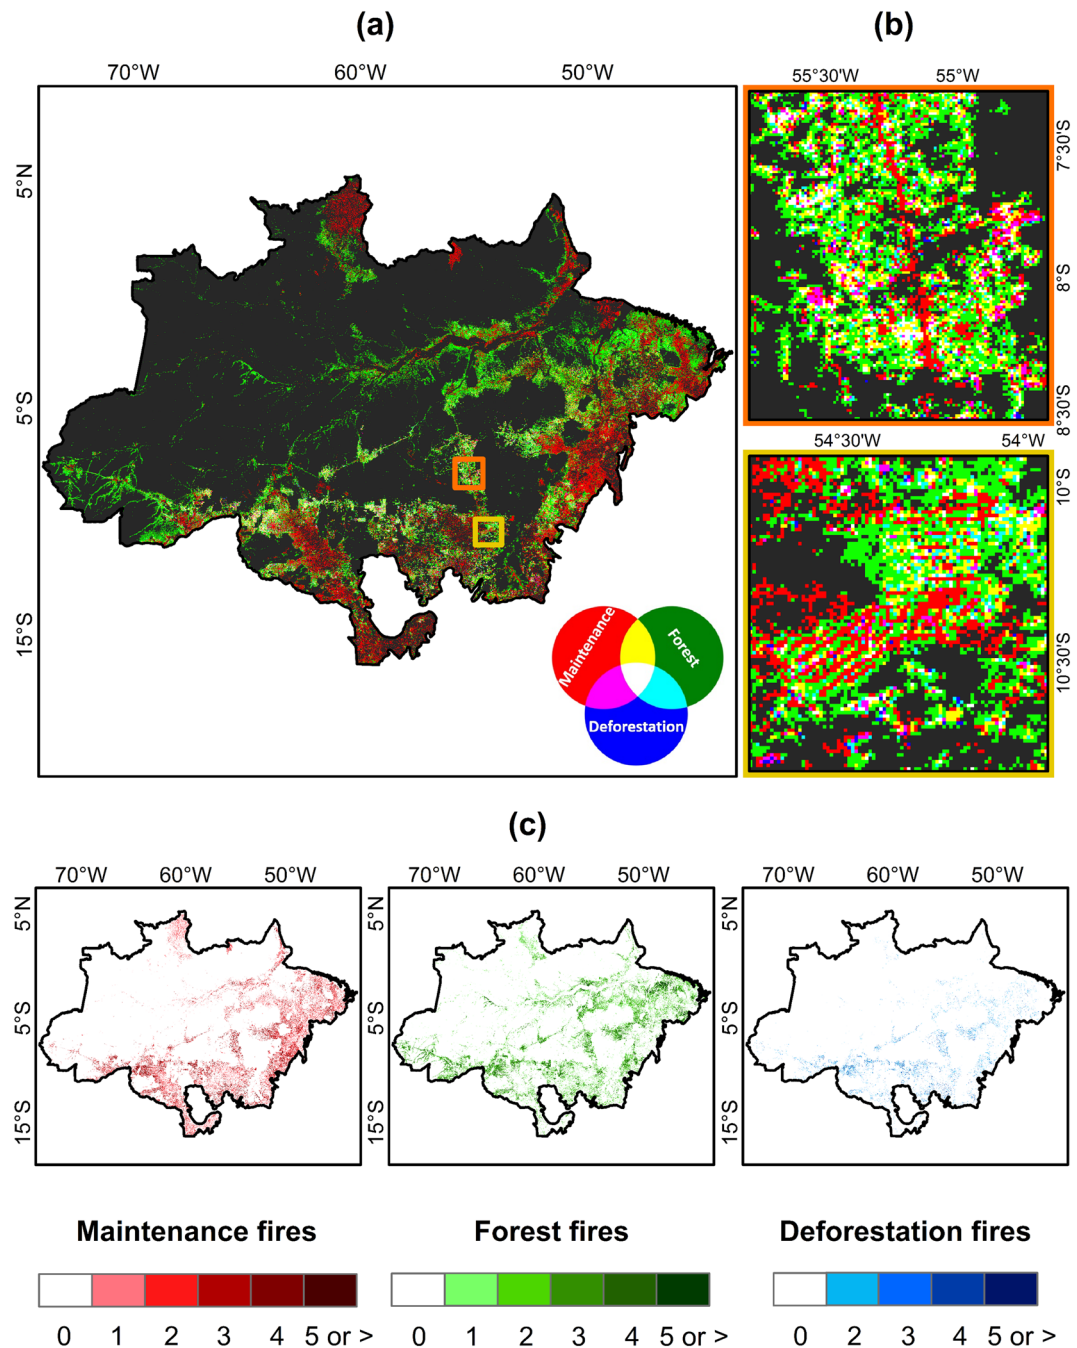 (a)
(b)
70°W 60°W 50°W
55°30'W 55°W
5°N
5°S
15°S
7°30'S
8°S
8°30'S
54°30'W 54°W
10°S
10°30'S
Maintenance
Forest
Deforestation
(c)
70°W 60°W 50°W
70°W 60°W 50°W
70°W 60°W 50°W
5°N
5°S
15°S
5°N
5°S
15°S
5°N
5°S
15°S
Maintenance fires
0 1 2 3 4 5 or >
Forest fires
0 1 2 3 4 5 or >
Deforestation fires
0 2 3 4 5 or >